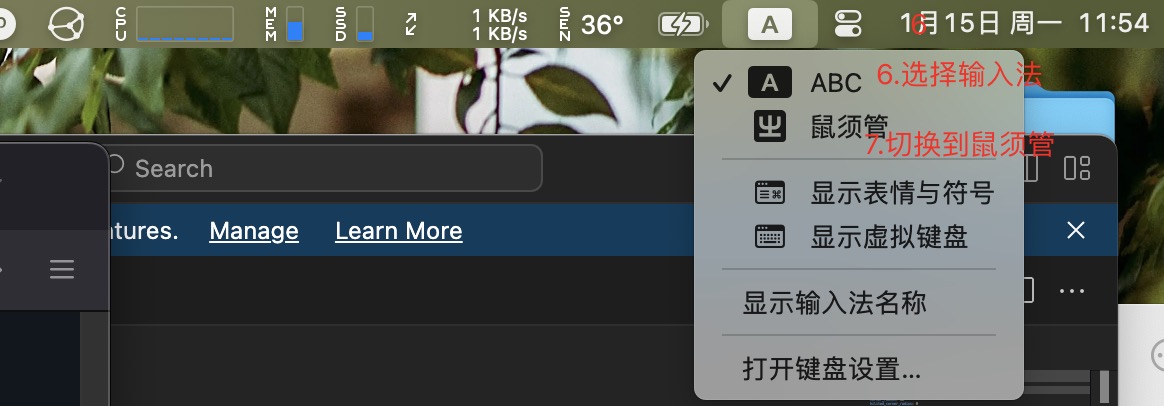 CPU
MEM
SSD
1 KB/s
1 KB/s
SEN
36°
A
1月15日 周一 11:54
6
A ABC
6.选择输入法
鼠须管
7.切换到鼠须管
Search
显示表情与符号
atures. Manage Learn More
显示虚拟键盘
显示输入法名称
打开键盘设置...